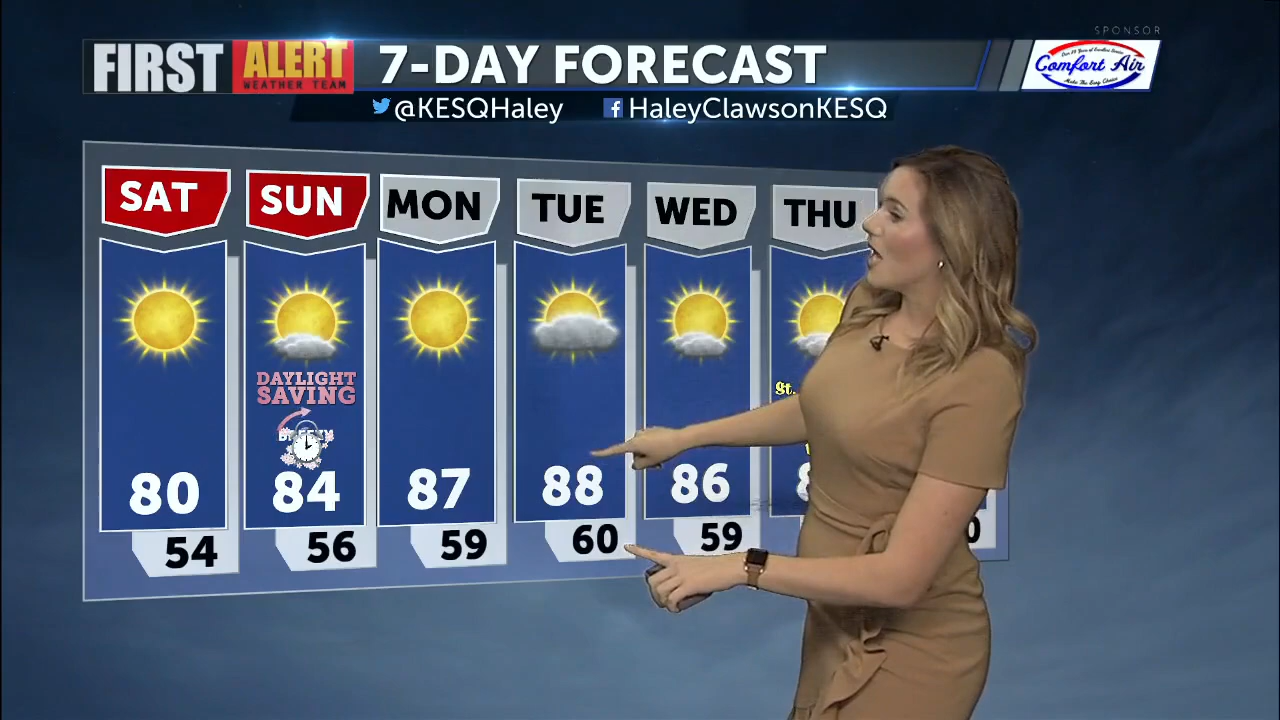 SPONSOR
FIRST ALERT 7-DAY FORECAST
WEATHER TEAM
Comfort Air
@KESQHaley HaleyClawsonKESQ
SAT SUN MON TUE WED THU
DAYLIGHT
SAVING
St.
80 84 87 88 86
54 56 59 60 59